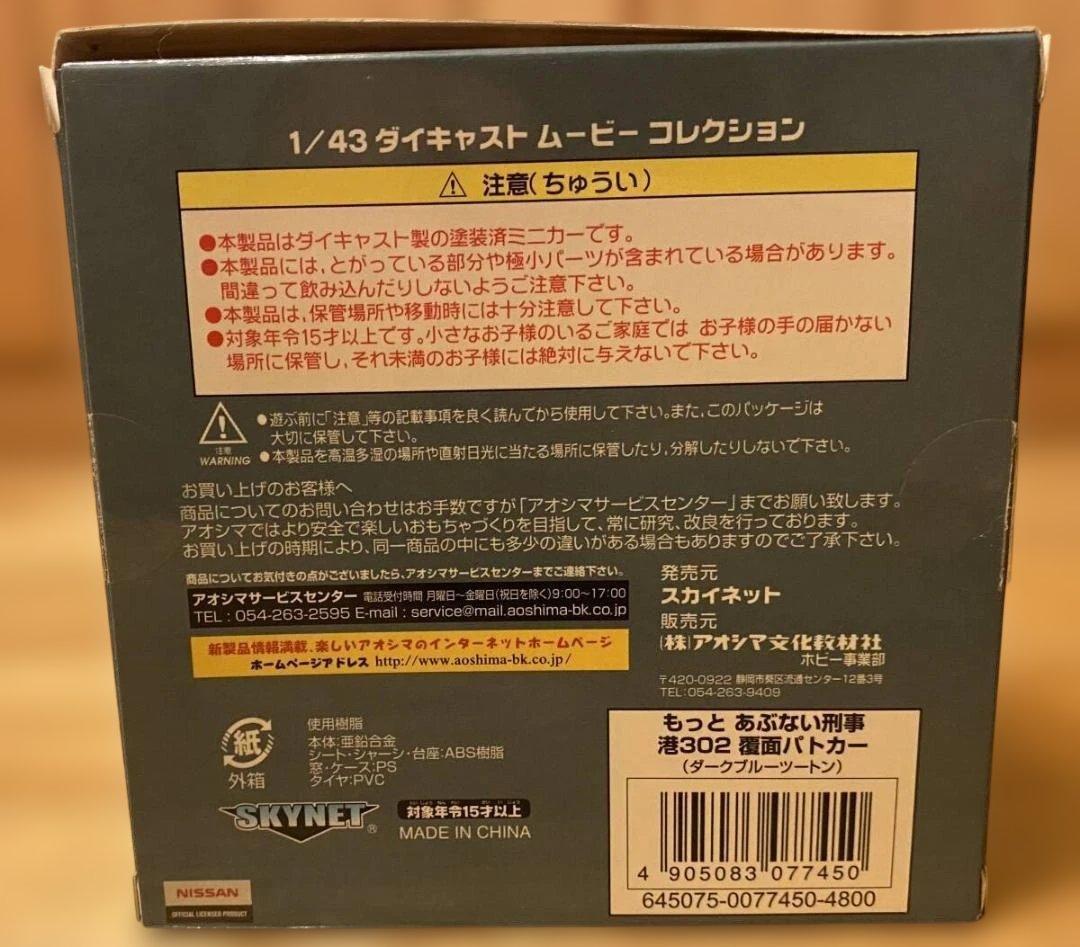 1/43 ダイキャスト ムービー コレクション
注意(ちゅうい)
●本製品はダイキャスト製の塗装済ミニカーです。
●本製品には,とがっている部分や極小パーツが含まれている場合があります。
間違って飲み込んだりしないようご注意下さい。
●本製品は,保管場所や移動時には十分注意して下さい。
●対象年令15才以上です。小さなお子様のいるご家庭では お子様の手の届かない
場所に保管し,それ未満のお子様には絶対に与えないで下さい。
注意
WARNING
●遊ぶ前に「注意」等の記載事項を良く読んでから使用して下さい。また,このパッケージは
大切に保管して下さい。
●本製品を高温多湿の場所や直射日光に当たる場所に保管したり,分解したりしないで下さい。
お買い上げのお客様へ
商品についてのお問い合わせはお手数ですが「アオシマサービスセンター」までお願い致します。
アオシマではより安全で楽しいおもちゃづくりを目指して、常に研究、改良を行っております。
お買い上げの時期により、同一商品の中にも多少の違いがある場合もありますのでご了承下さい。
商品についてお気付きの点がございましたら、アオシマサービスセンターまでご連絡下さい。
アオシマサービスセンター 電話受付時間 月曜日~金曜日(祝日を除く)9:00~17:00
TEL : 054-263-2595 E-mail : service@mail.aoshima-bk.co.jp
新製品情報満載、楽しいアオシマのインターネットホームページ
ホームページアドレス http://www.aoshima-bk.co.jp/
発売元
スカイネット
販売元
(株)アオシマ文化教材社
ホビー事業部
〒420-0922 静岡市葵区流通センター12番3号
TEL:054-263-9409
紙
外箱
使用樹脂
本体:亜鉛合金
シート・シャーシ・台座:ABS樹脂
窓・ケース:PS
タイヤ:PVC
SKYNET®
対象年令15才以上
MADE IN CHINA
もっと あぶない刑事
港302 覆面パトカー
(ダークブルーツートン)
4 905083 077450
645075-0077450-4800
NISSAN
OFFICIAL LICENSED PRODUCT